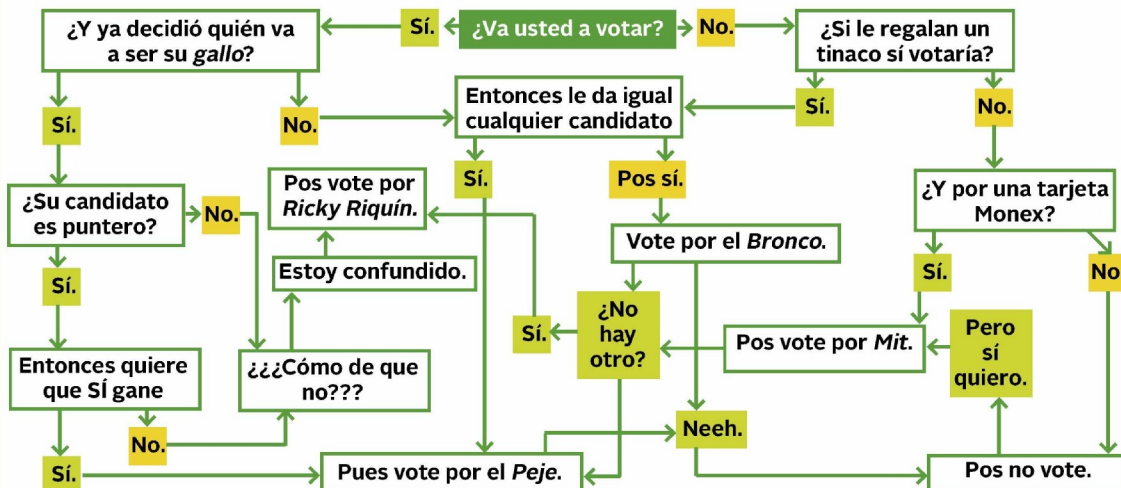 ¿Va usted a votar?
Sí.
No.
¿Y ya decidió quién va
a ser su gallo?
¿Si le regalan un
tinaco sí votaría?
Sí.
No.
Entonces le da igual
cualquier candidato
Sí.
No.
Sí.
Pos sí.
¿Su candidato
es puntero?
No.
Pos vote por
Ricky Riquín.
¿Y por una tarjeta
Monex?
Vote por el Bronco.
Sí.
Estoy confundido.
Sí.
No
¿No
hay
otro?
Sí.
Pos vote por Mit.
Pero
sí
quiero.
Entonces quiere
que SÍ gane
¿¿¿Cómo de que
no???
No.
Neeh.
Sí.
Pues vote por el Peje.
Pos no vote.